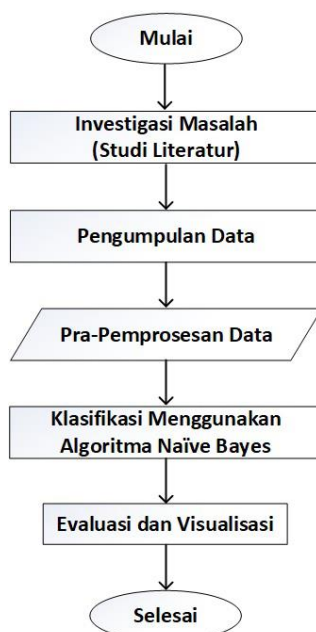 Mulai
Investigasi Masalah
(Studi Literatur)
Pengumpulan Data
Pra-Pemprosesan Data
Klasifikasi Menggunakan
Algoritma Naïve Bayes
Evaluasi dan Visualisasi
Selesai